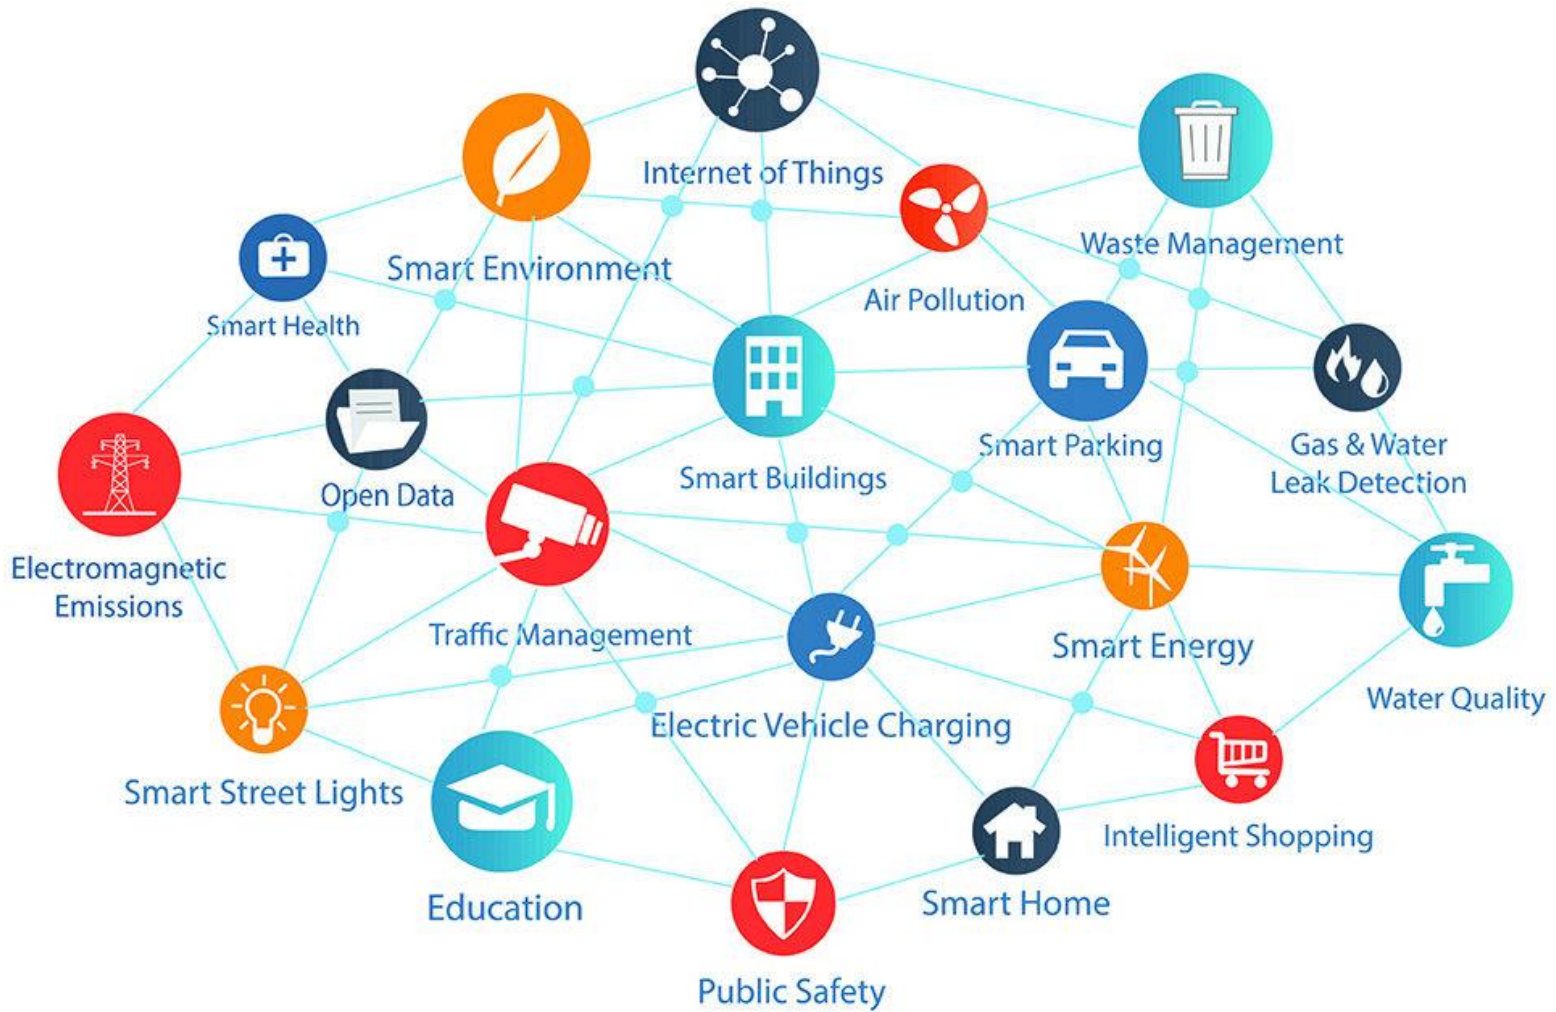 Internet of Things
Waste Management
Smart Environment
Air Pollution
Smart Health
Smart Parking
Gas & Water
Leak Detection
Smart Buildings
Open Data
Electromagnetic
Emissions
Traffic Management
Smart Energy
Water Quality
Electric Vehicle Charging
Smart Street Lights
Intelligent Shopping
Education
Smart Home
Public Safety